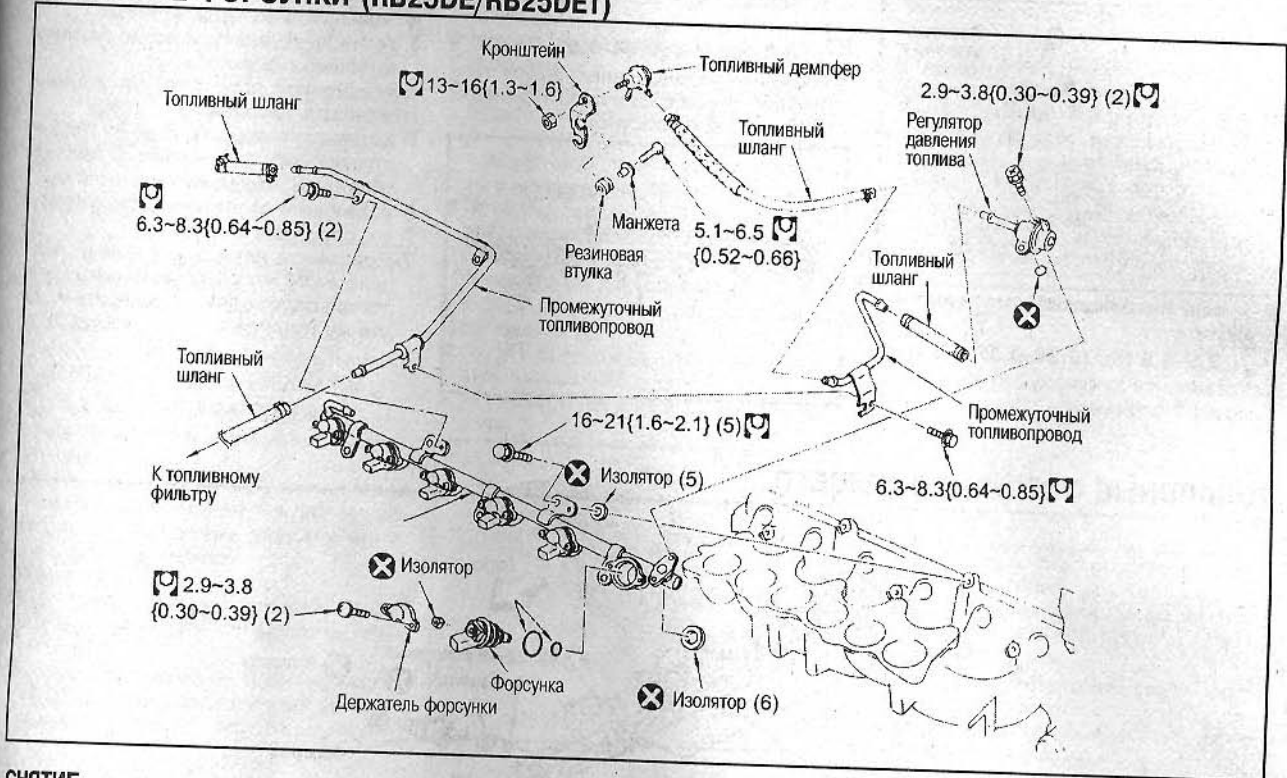 ФОРСУНКИ (RB25DE/RB25DET)
Кронштейн
13~16{1.3~1.6}
Топливный демпфер
2.9~3.8{0.30~0.39} (2)
Топливный шланг
Топливный
шланг
Регулятор
давления
топлива
6.3~8.3{0.64~0.85} (2)
Манжета
5.1~6.5
{0.52~0.66}
Резиновая
втулка
Топливный
шланг
Промежуточный
топливопровод
Топливный
шланг
16~21{1.6~2.1} (5)
Промежуточный
топливопровод
К топливному
фильтру
Изолятор (5)
6.3~8.3{0.64~0.85}
Изолятор
2.9~3.8
{0.30~0.39} (2)
Форсунка
Держатель форсунки
Изолятор (6)
СНЯТИЕ